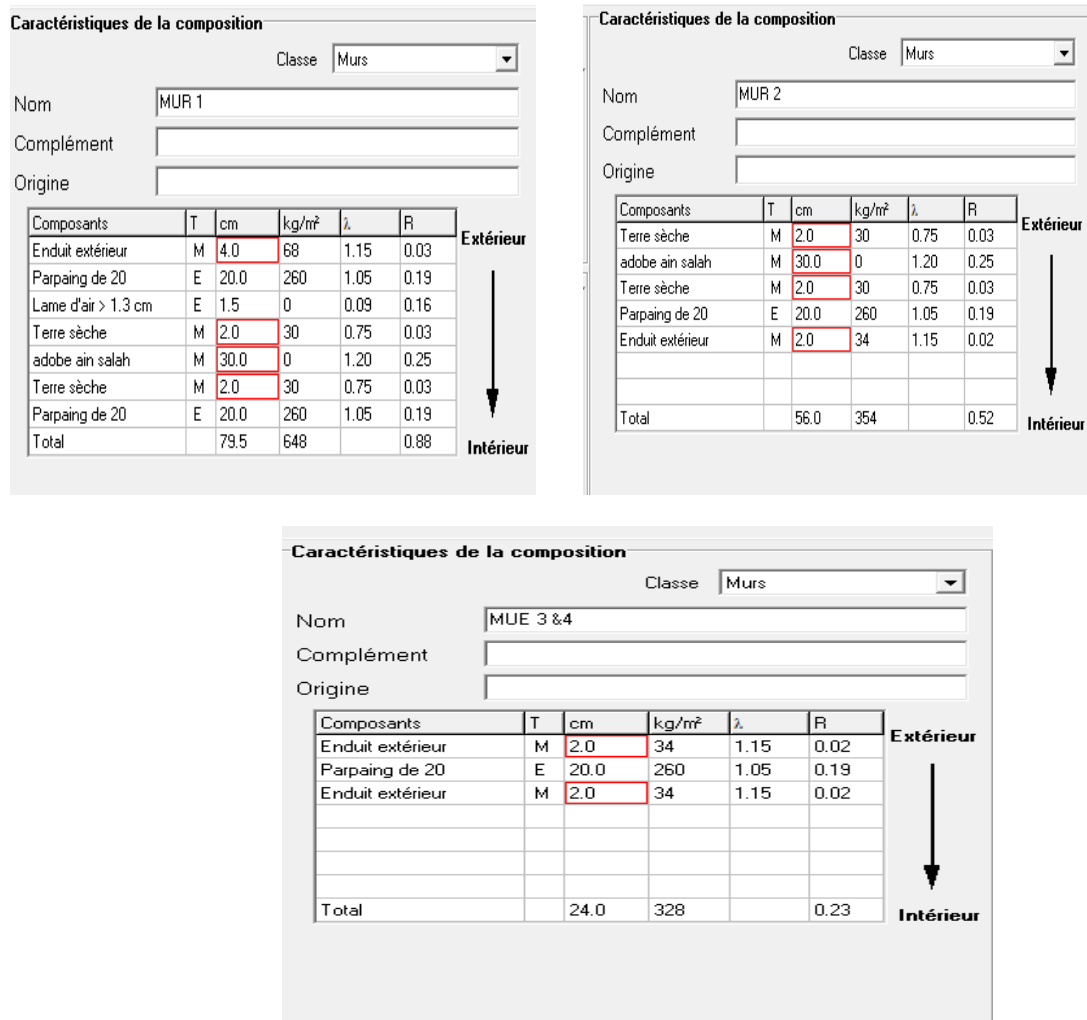 Caractéristiques de la composition
Classe Murs
Nom MUR 1
Complément
Origine
Composants T cm kg/m² λ R
Enduit extérieur M 4.0 68 1.15 0.03
Parpaing de 20 E 20.0 260 1.05 0.19
Lame d'air > 1.3 cm E 1.5 0 0.09 0.16
Terre sèche M 2.0 30 0.75 0.03
adobe ain salah M 30.0 0 1.20 0.25
Terre sèche M 2.0 30 0.75 0.03
Parpaing de 20 E 20.0 260 1.05 0.19
Total 79.5 648 0.88
Extérieur
Intérieur
Caractéristiques de la composition
Classe Murs
Nom MUR 2
Complément
Origine
Composants T cm kg/m² λ R
Terre sèche M 2.0 30 0.75 0.03
adobe ain salah M 30.0 0 1.20 0.25
Terre sèche M 2.0 30 0.75 0.03
Parpaing de 20 E 20.0 260 1.05 0.19
Enduit extérieur M 2.0 34 1.15 0.02
Total 56.0 354 0.52
Extérieur
Intérieur
Caractéristiques de la composition
Classe Murs
Nom MUE 3 &4
Complément
Origine
Composants T cm kg/m² λ R
Enduit extérieur M 2.0 34 1.15 0.02
Parpaing de 20 E 20.0 260 1.05 0.19
Enduit extérieur M 2.0 34 1.15 0.02
Total 24.0 328 0.23
Extérieur
Intérieur